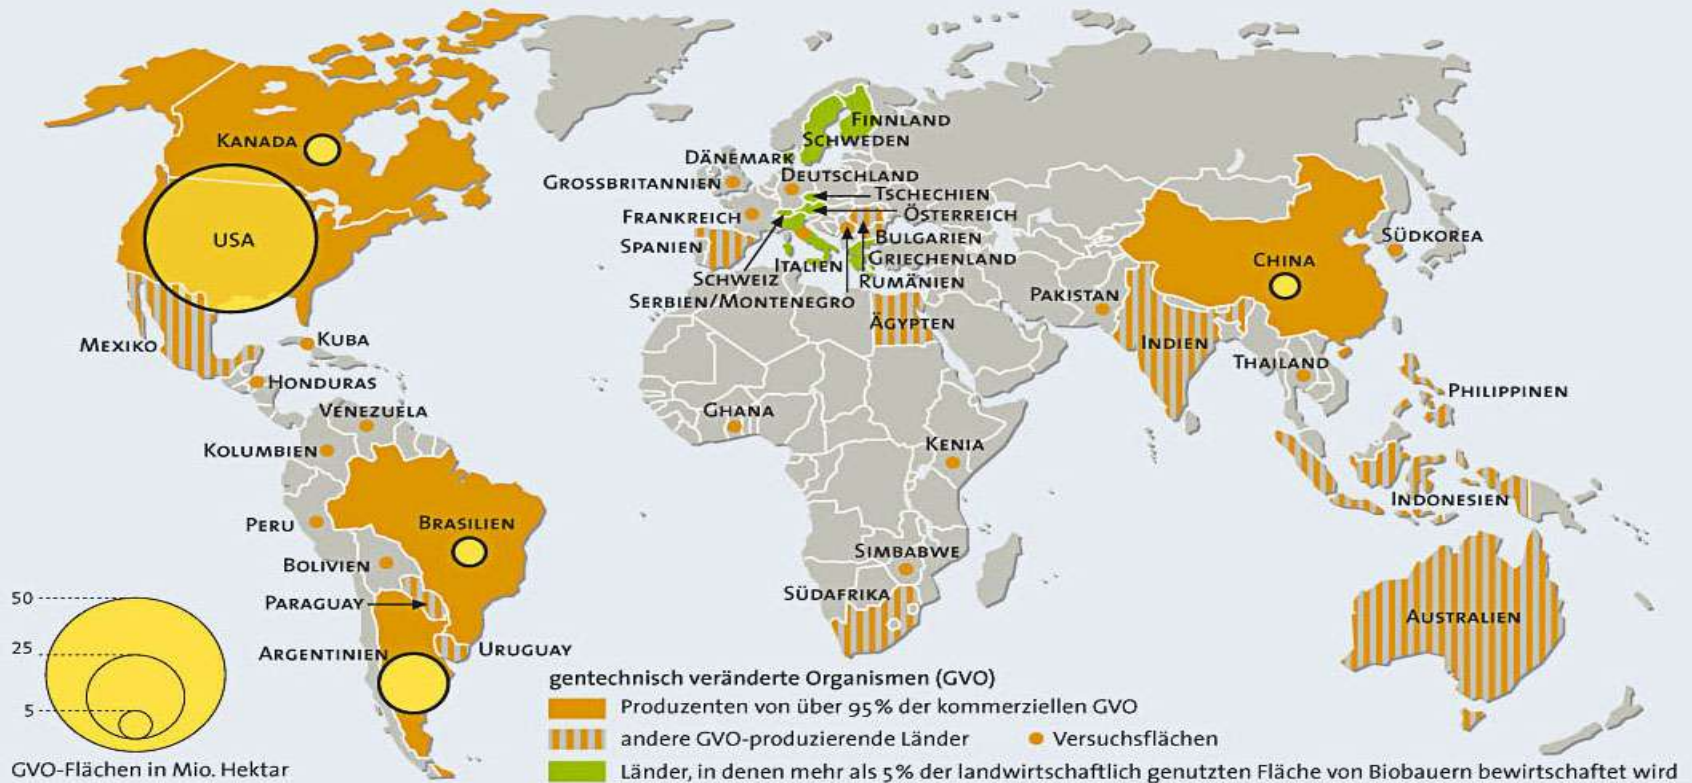 KANADA
USA
MEXIKO
KUBA
HONDURAS
VENEZUELA
KOLUMBIEN
PERU
BRASILIEN
BOLIVIEN
PARAGUAY
ARGENTINIEN
URUGUAY
FINNLAND
SCHWEDEN
DÄNEMARK
DEUTSCHLAND
GROSSBRITANNIEN
TSCHECHIEN
FRANKREICH
ÖSTERREICH
SPANIEN
BULGARIEN
ITALIEN
GRIECHENLAND
SCHWEIZ
RUMÄNIEN
SERBIEN/MONTENEGRO
ÄGYPTEN
GHANA
KENIA
SIMBABWE
SÜDAFRIKA
SÜDKOREA
CHINA
PAKISTAN
INDIEN
THAILAND
PHILIPPINEN
INDONESIEN
AUSTRALIEN
50
25
5
GVO-Flächen in Mio. Hektar
gentechnisch veränderte Organismen (GVO)
Produzenten von über 95% der kommerziellen GVO
andere GVO-produzierende Länder
Versuchsflächen
Länder, in denen mehr als 5% der landwirtschaftlich genutzten Fläche von Biobauern bewirtschaftet wird